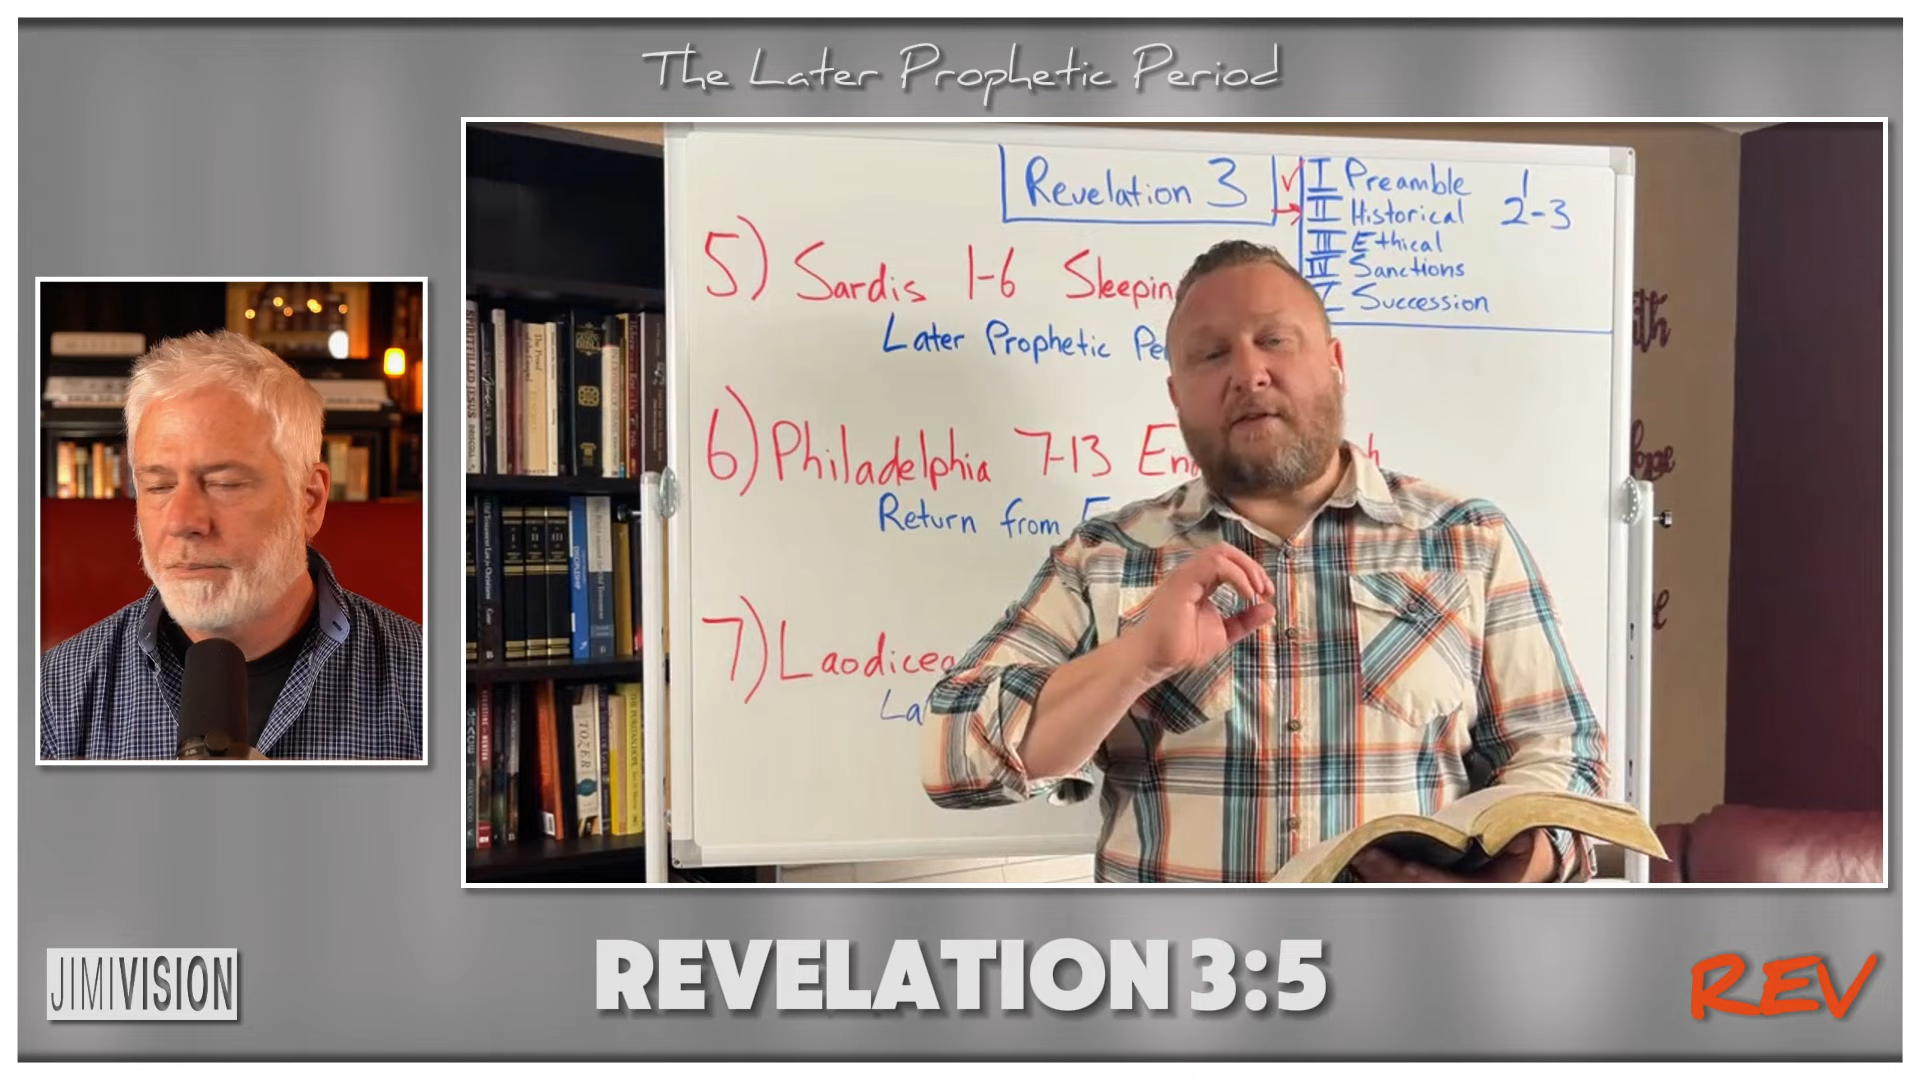 The Later Prophetic Period
Revelation 3
I Preamble 1
II Historical 2-3
III Ethical
IV Sanctions
Succession
5) Sardis 1-6 Sleepin
Later Prophetic Pe
6) Philadelphia 7-13 En
Return from E
7) Laodicea
La
TOZER
JIMIVISION
REVELATION 3:5
REV